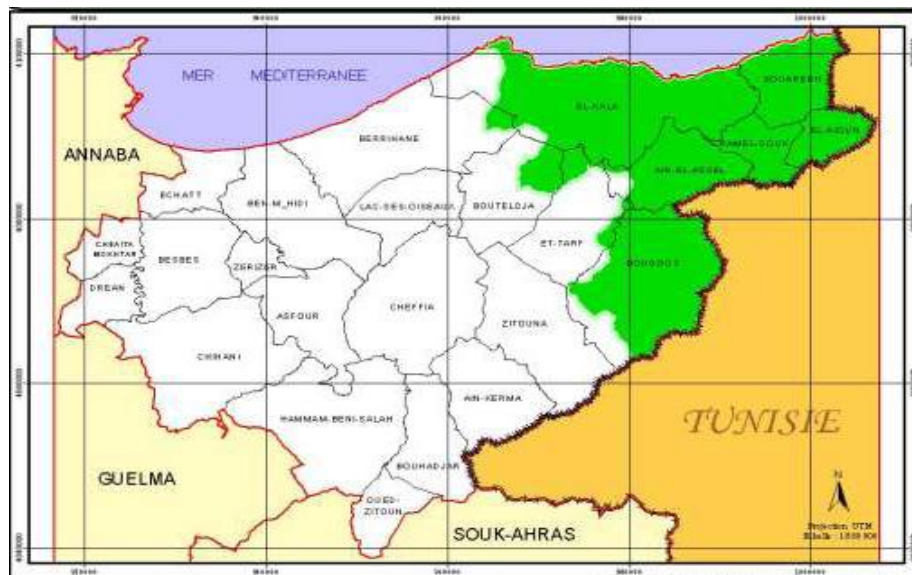 MER MEDITERRANEE
EL-KALA
SOUAREKH
BERRIHANE
EL-AIOUN
RAMEL-SOUK
ANNABA
AIN-EL-ASSEL
ECHATT
BEN-M_HIDI
LAC-DES-OISEAUX
BOUTELDJA
ET-TARF
BESBES
ZERIZER
BOUGOUS
DREAN
CHEFFIA
ASFOUR
ZITOUNA
CHIHANI
AIN-KERMA
HAMMAM-BENI-SALAH
TUNISIE
BOUHADJAR
GUELMA
N
OUED-
ZITOUN
SOUK-AHRAS
Projection UTM